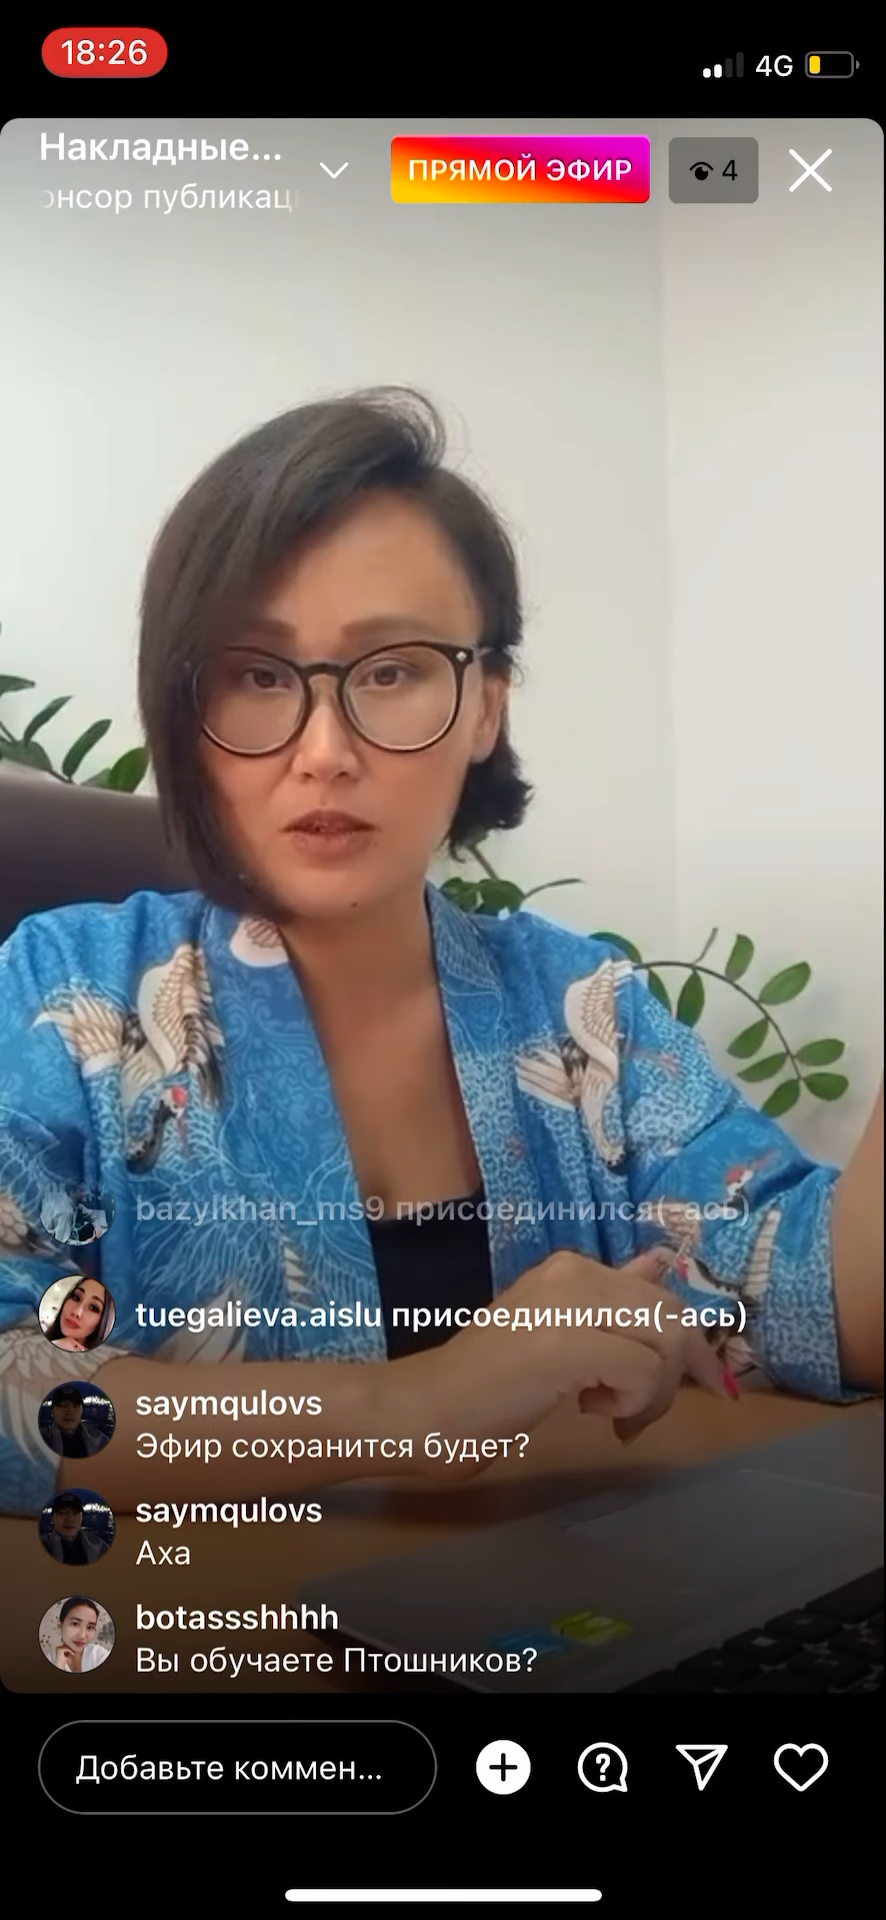 18:26
4G
Накладные...
ПРЯМОЙ ЭФИР
4
онсор публикац
bazylkhan_ms9 присоединился(-ась)
tuegalieva.aislu присоединился(-ась)
saymqulovs
Эфир сохранится будет?
saymqulovs
Аха
botassshhhh
Вы обучаете Птошников?
Добавьте коммен...